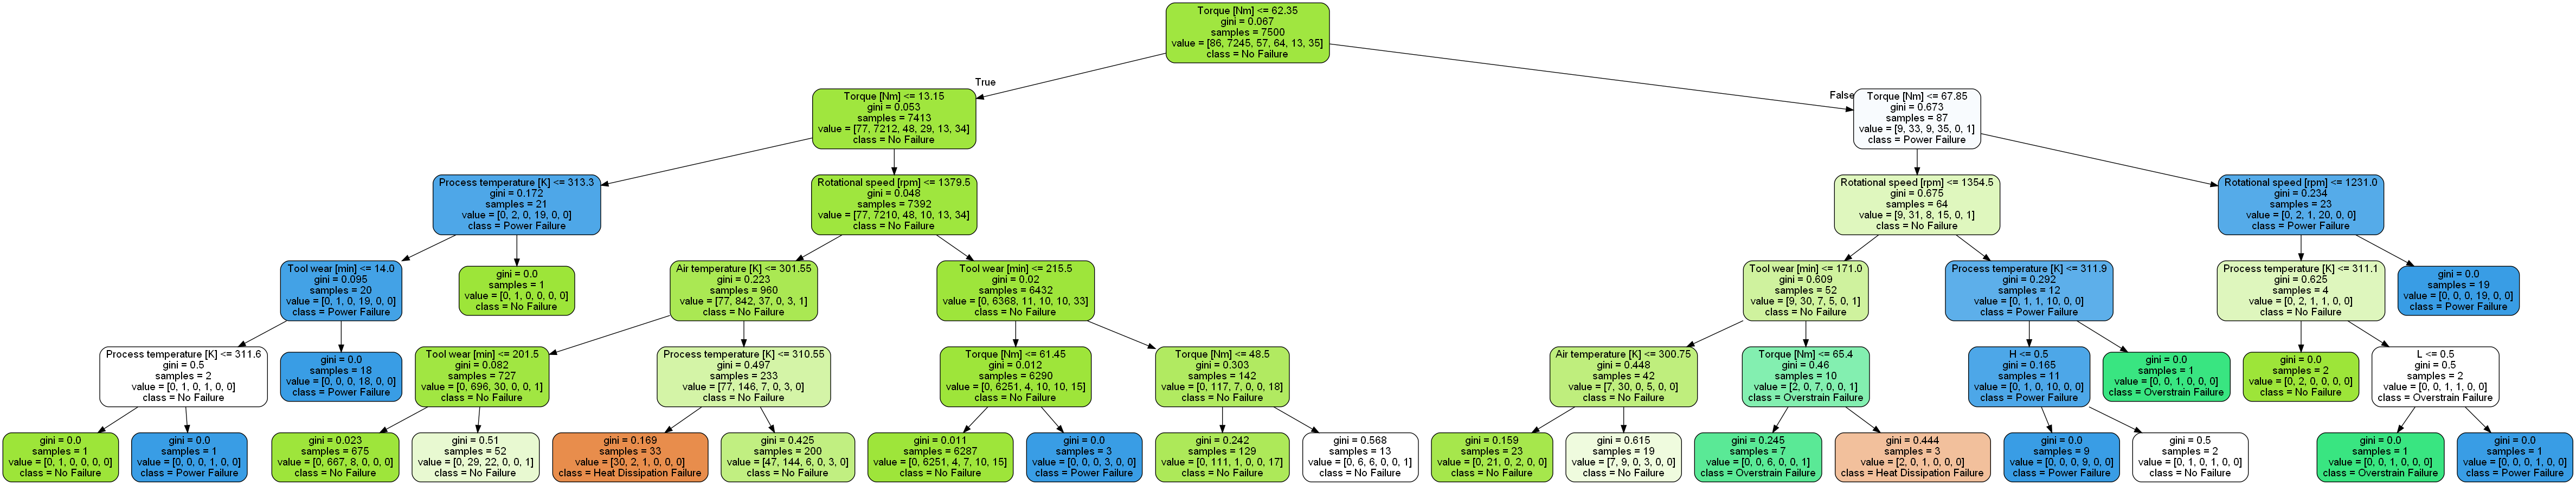 Torque [Nm] <= 62.35
gini = 0.067
samples = 7500
value = [86, 7245, 57, 64, 13, 35]
class = No Failure
True
False
Torque [Nm] <= 13.15
gini = 0.053
samples = 7413
value = [77, 7212, 48, 29, 13, 34]
class = No Failure
Torque [Nm] <= 67.85
gini = 0.673
samples = 87
value = [9, 33, 9, 35, 0, 1]
class = Power Failure
Process temperature [K] <= 313.3
gini = 0.172
samples = 21
value = [0, 2, 0, 19, 0, 0]
class = Power Failure
Rotational speed [rpm] <= 1379.5
gini = 0.048
samples = 7392
value = [77, 7210, 48, 10, 13, 34]
class = No Failure
Rotational speed [rpm] <= 1354.5
gini = 0.675
samples = 64
value = [9, 31, 8, 15, 0, 1]
class = No Failure
Rotational speed [rpm] <= 1231.0
gini = 0.234
samples = 23
value = [0, 2, 1, 20, 0, 0]
class = Power Failure
Tool wear [min] <= 14.0
gini = 0.095
samples = 20
value = [0, 1, 0, 19, 0, 0]
class = Power Failure
gini = 0.0
samples = 1
value = [0, 1, 0, 0, 0, 0]
class = No Failure
Air temperature [K] <= 301.55
gini = 0.223
samples = 960
value = [77, 842, 37, 0, 3, 1]
class = No Failure
Tool wear [min] <= 215.5
gini = 0.02
samples = 6432
value = [0, 6368, 11, 10, 10, 33]
class = No Failure
Tool wear [min] <= 171.0
gini = 0.609
samples = 52
value = [9, 30, 7, 5, 0, 1]
class = No Failure
Process temperature [K] <= 311.9
gini = 0.292
samples = 12
value = [0, 1, 1, 10, 0, 0]
class = Power Failure
Process temperature [K] <= 311.1
gini = 0.625
samples = 4
value = [0, 2, 1, 1, 0, 0]
class = No Failure
gini = 0.0
samples = 19
value = [0, 0, 0, 19, 0, 0]
class = Power Failure
Process temperature [K] <= 311.6
gini = 0.5
samples = 2
value = [0, 1, 0, 1, 0, 0]
class = No Failure
gini = 0.0
samples = 18
value = [0, 0, 0, 18, 0, 0]
class = Power Failure
Tool wear [min] <= 201.5
gini = 0.082
samples = 727
value = [0, 696, 30, 0, 0, 1]
class = No Failure
Process temperature [K] <= 310.55
gini = 0.497
samples = 233
value = [77, 146, 7, 0, 3, 0]
class = No Failure
Torque [Nm] <= 61.45
gini = 0.012
samples = 6290
value = [0, 6251, 4, 10, 10, 15]
class = No Failure
Torque [Nm] <= 48.5
gini = 0.303
samples = 142
value = [0, 117, 7, 0, 0, 18]
class = No Failure
Air temperature [K] <= 300.75
gini = 0.448
samples = 42
value = [7, 30, 0, 5, 0, 0]
class = No Failure
Torque [Nm] <= 65.4
gini = 0.46
samples = 10
value = [2, 0, 7, 0, 0, 1]
class = Overstrain Failure
H <= 0.5
gini = 0.165
samples = 11
value = [0, 1, 0, 10, 0, 0]
class = Power Failure
gini = 0.0
samples = 1
value = [0, 0, 1, 0, 0, 0]
class = Overstrain Failure
gini = 0.0
samples = 2
value = [0, 2, 0, 0, 0, 0]
class = No Failure
L <= 0.5
gini = 0.5
samples = 2
value = [0, 0, 1, 1, 0, 0]
class = Overstrain Failure
gini = 0.0
samples = 1
value = [0, 1, 0, 0, 0, 0]
class = No Failure
gini = 0.0
samples = 1
value = [0, 0, 0, 1, 0, 0]
class = Power Failure
gini = 0.023
samples = 675
value = [0, 667, 8, 0, 0, 0]
class = No Failure
gini = 0.51
samples = 52
value = [0, 29, 22, 0, 0, 1]
class = No Failure
gini = 0.169
samples = 33
value = [30, 2, 1, 0, 0, 0]
class = Heat Dissipation Failure
gini = 0.425
samples = 200
value = [47, 144, 6, 0, 3, 0]
class = No Failure
gini = 0.011
samples = 6287
value = [0, 6251, 4, 7, 10, 15]
class = No Failure
gini = 0.0
samples = 3
value = [0, 0, 0, 3, 0, 0]
class = Power Failure
gini = 0.242
samples = 129
value = [0, 111, 1, 0, 0, 17]
class = No Failure
gini = 0.568
samples = 13
value = [0, 6, 6, 0, 0, 1]
class = No Failure
gini = 0.159
samples = 23
value = [0, 21, 0, 2, 0, 0]
class = No Failure
gini = 0.615
samples = 19
value = [7, 9, 0, 3, 0, 0]
class = No Failure
gini = 0.245
samples = 7
value = [0, 0, 6, 0, 0, 1]
class = Overstrain Failure
gini = 0.444
samples = 3
value = [2, 0, 1, 0, 0, 0]
class = Heat Dissipation Failure
gini = 0.0
samples = 9
value = [0, 0, 0, 9, 0, 0]
class = Power Failure
gini = 0.5
samples = 2
value = [0, 1, 0, 1, 0, 0]
class = No Failure
gini = 0.0
samples = 1
value = [0, 0, 1, 0, 0, 0]
class = Overstrain Failure
gini = 0.0
samples = 1
value = [0, 0, 0, 1, 0, 0]
class = Power Failure